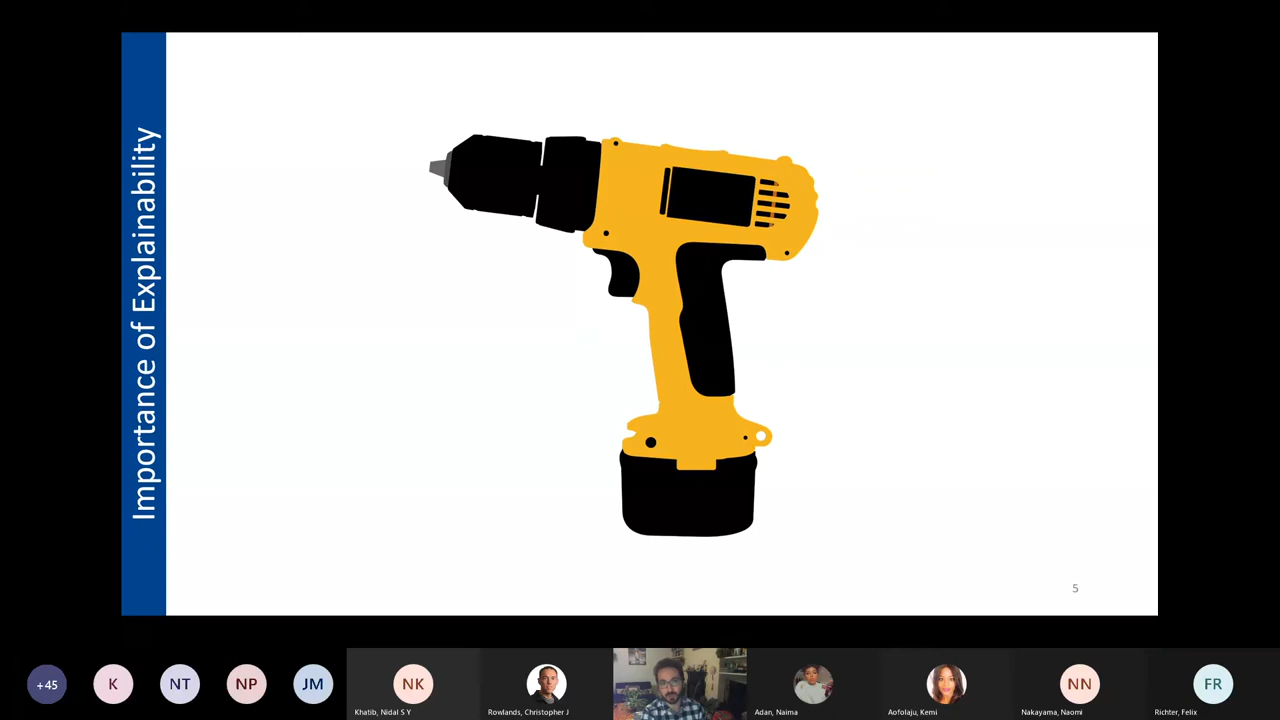 Importance of Explainability
5
+45
K
NT
NP
JM
NK
NN
FR
Khatib, Nidal S Y
Rowlands, Christopher J
Adan, Naima
Aofolaju, Kemi
Nakayama, Naomi
Richter, Felix